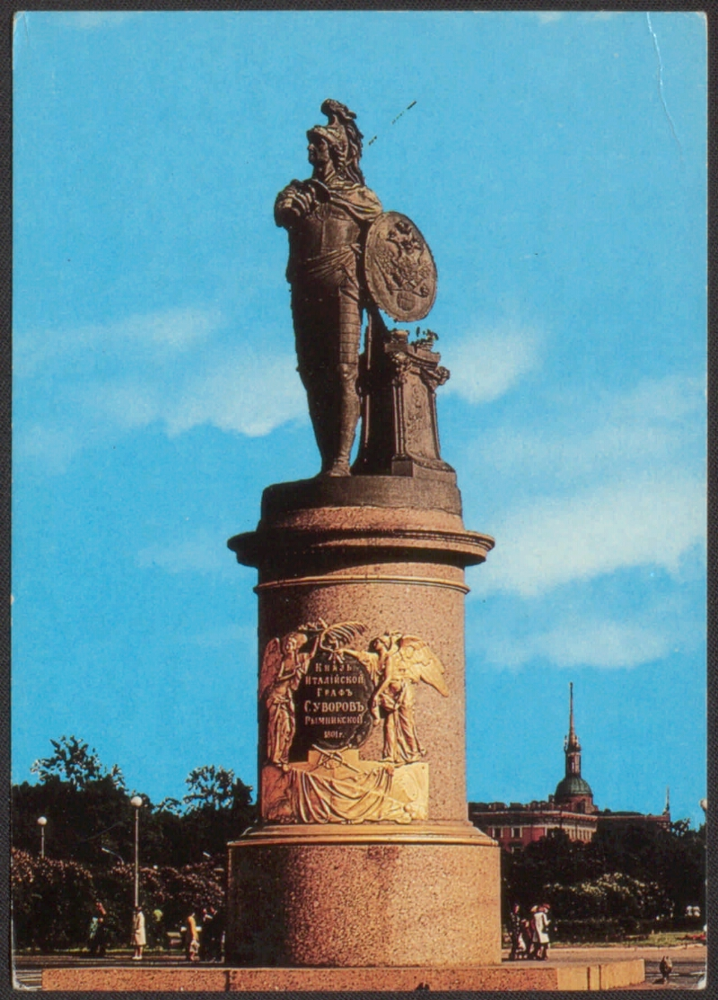 Князь
италійской
Графъ
Суворовъ
Рымникской
1801 г.